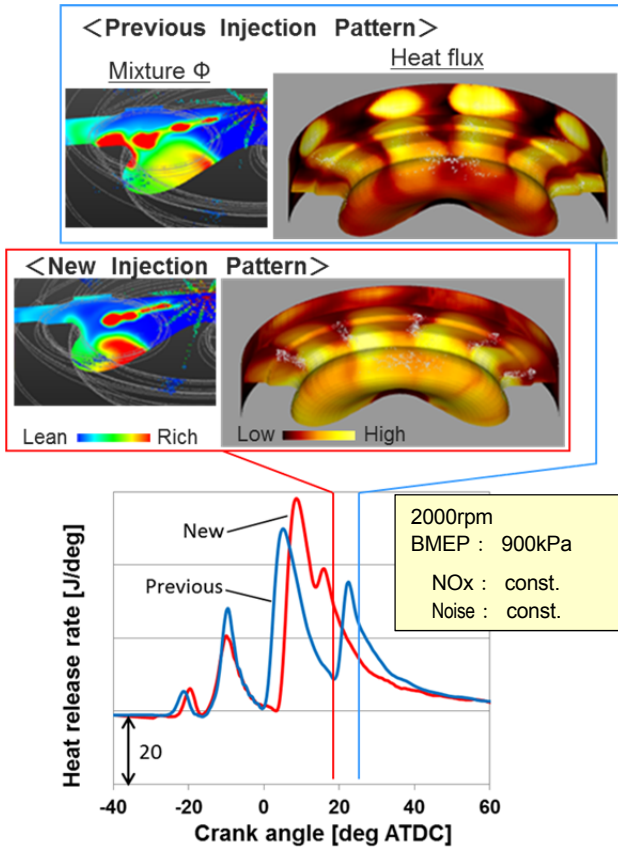 ＜Previous Injection Pattern＞
Mixture Φ
Heat flux
＜New Injection Pattern＞
Lean
Rich
Low
High
New
Previous
2000rpm
BMEP : 900kPa
NOx : const.
Noise : const.
Heat release rate [J/deg]
20
-40 -20 0 20 40 60
Crank angle [deg ATDC]